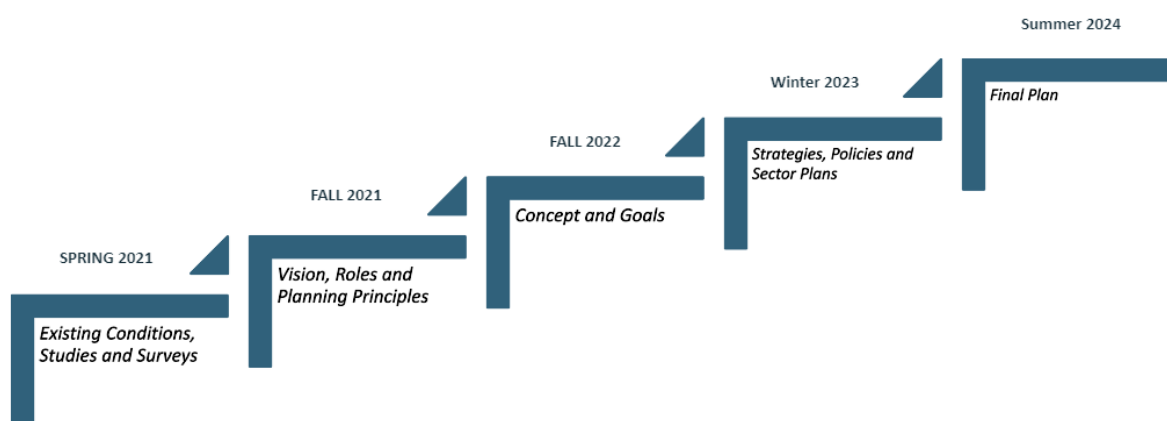 SPRING 2021
Existing Conditions,
Studies and Surveys
FALL 2021
Vision, Roles and
Planning Principles
FALL 2022
Concept and Goals
Winter 2023
Strategies, Policies and
Sector Plans
Summer 2024
Final Plan